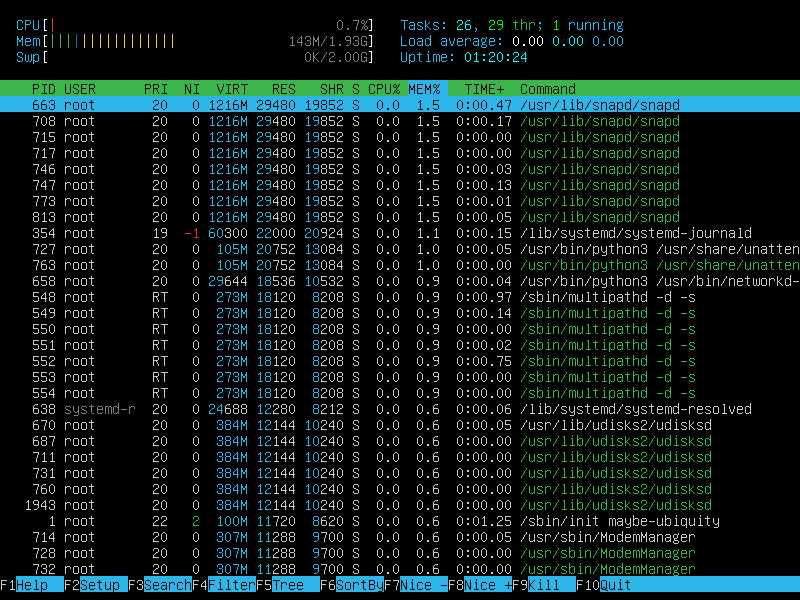 CPU[| 0.7%] Tasks: 26, 29 thr; 1 running
Mem[|||||||||||||||| 143M/1.93G] Load average: 0.00 0.00 0.00
Swp[ 0K/2.00G] Uptime: 01:20:24
PID USER PRI NI VIRT RES SHR S CPU% MEM% TIME+ Command
663 root 20 0 1216M 29480 19852 S 0.0 1.5 0:00.47 /usr/lib/snapd/snapd
708 root 20 0 1216M 29480 19852 S 0.0 1.5 0:00.17 /usr/lib/snapd/snapd
715 root 20 0 1216M 29480 19852 S 0.0 1.5 0:00.00 /usr/lib/snapd/snapd
717 root 20 0 1216M 29480 19852 S 0.0 1.5 0:00.00 /usr/lib/snapd/snapd
746 root 20 0 1216M 29480 19852 S 0.0 1.5 0:00.03 /usr/lib/snapd/snapd
747 root 20 0 1216M 29480 19852 S 0.0 1.5 0:00.13 /usr/lib/snapd/snapd
773 root 20 0 1216M 29480 19852 S 0.0 1.5 0:00.01 /usr/lib/snapd/snapd
813 root 20 0 1216M 29480 19852 S 0.0 1.5 0:00.05 /usr/lib/snapd/snapd
354 root 19 -1 60300 22000 20924 S 0.0 1.1 0:00.15 /lib/systemd/systemd-journald
727 root 20 0 105M 20752 13084 S 0.0 1.0 0:00.05 /usr/bin/python3 /usr/share/unatten
763 root 20 0 105M 20752 13084 S 0.0 1.0 0:00.00 /usr/bin/python3 /usr/share/unatten
658 root 20 0 29644 18536 10532 S 0.0 0.9 0:00.04 /usr/bin/python3 /usr/bin/networkd-
548 root RT 0 273M 18120 8208 S 0.0 0.9 0:00.97 /sbin/multipathd -d -s
549 root RT 0 273M 18120 8208 S 0.0 0.9 0:00.14 /sbin/multipathd -d -s
550 root RT 0 273M 18120 8208 S 0.0 0.9 0:00.00 /sbin/multipathd -d -s
551 root RT 0 273M 18120 8208 S 0.0 0.9 0:00.02 /sbin/multipathd -d -s
552 root RT 0 273M 18120 8208 S 0.0 0.9 0:00.75 /sbin/multipathd -d -s
553 root RT 0 273M 18120 8208 S 0.0 0.9 0:00.00 /sbin/multipathd -d -s
554 root RT 0 273M 18120 8208 S 0.0 0.9 0:00.00 /sbin/multipathd -d -s
638 systemd-r 20 0 24688 12280 8212 S 0.0 0.6 0:00.06 /lib/systemd/systemd-resolved
670 root 20 0 384M 12144 10240 S 0.0 0.6 0:00.05 /usr/lib/udisks2/udisksd
687 root 20 0 384M 12144 10240 S 0.0 0.6 0:00.00 /usr/lib/udisks2/udisksd
711 root 20 0 384M 12144 10240 S 0.0 0.6 0:00.00 /usr/lib/udisks2/udisksd
731 root 20 0 384M 12144 10240 S 0.0 0.6 0:00.00 /usr/lib/udisks2/udisksd
760 root 20 0 384M 12144 10240 S 0.0 0.6 0:00.00 /usr/lib/udisks2/udisksd
1943 root 20 0 384M 12144 10240 S 0.0 0.6 0:00.00 /usr/lib/udisks2/udisksd
1 root 22 2 100M 11720 8620 S 0.0 0.6 0:01.25 /sbin/init maybe-ubiquity
714 root 20 0 307M 11288 9700 S 0.0 0.6 0:00.05 /usr/sbin/ModemManager
728 root 20 0 307M 11288 9700 S 0.0 0.6 0:00.00 /usr/sbin/ModemManager
732 root 20 0 307M 11288 9700 S 0.0 0.6 0:00.00 /usr/sbin/ModemManager
F1Help F2Setup F3SearchF4FilterF5Tree F6SortByF7Nice -F8Nice +F9Kill F10Quit